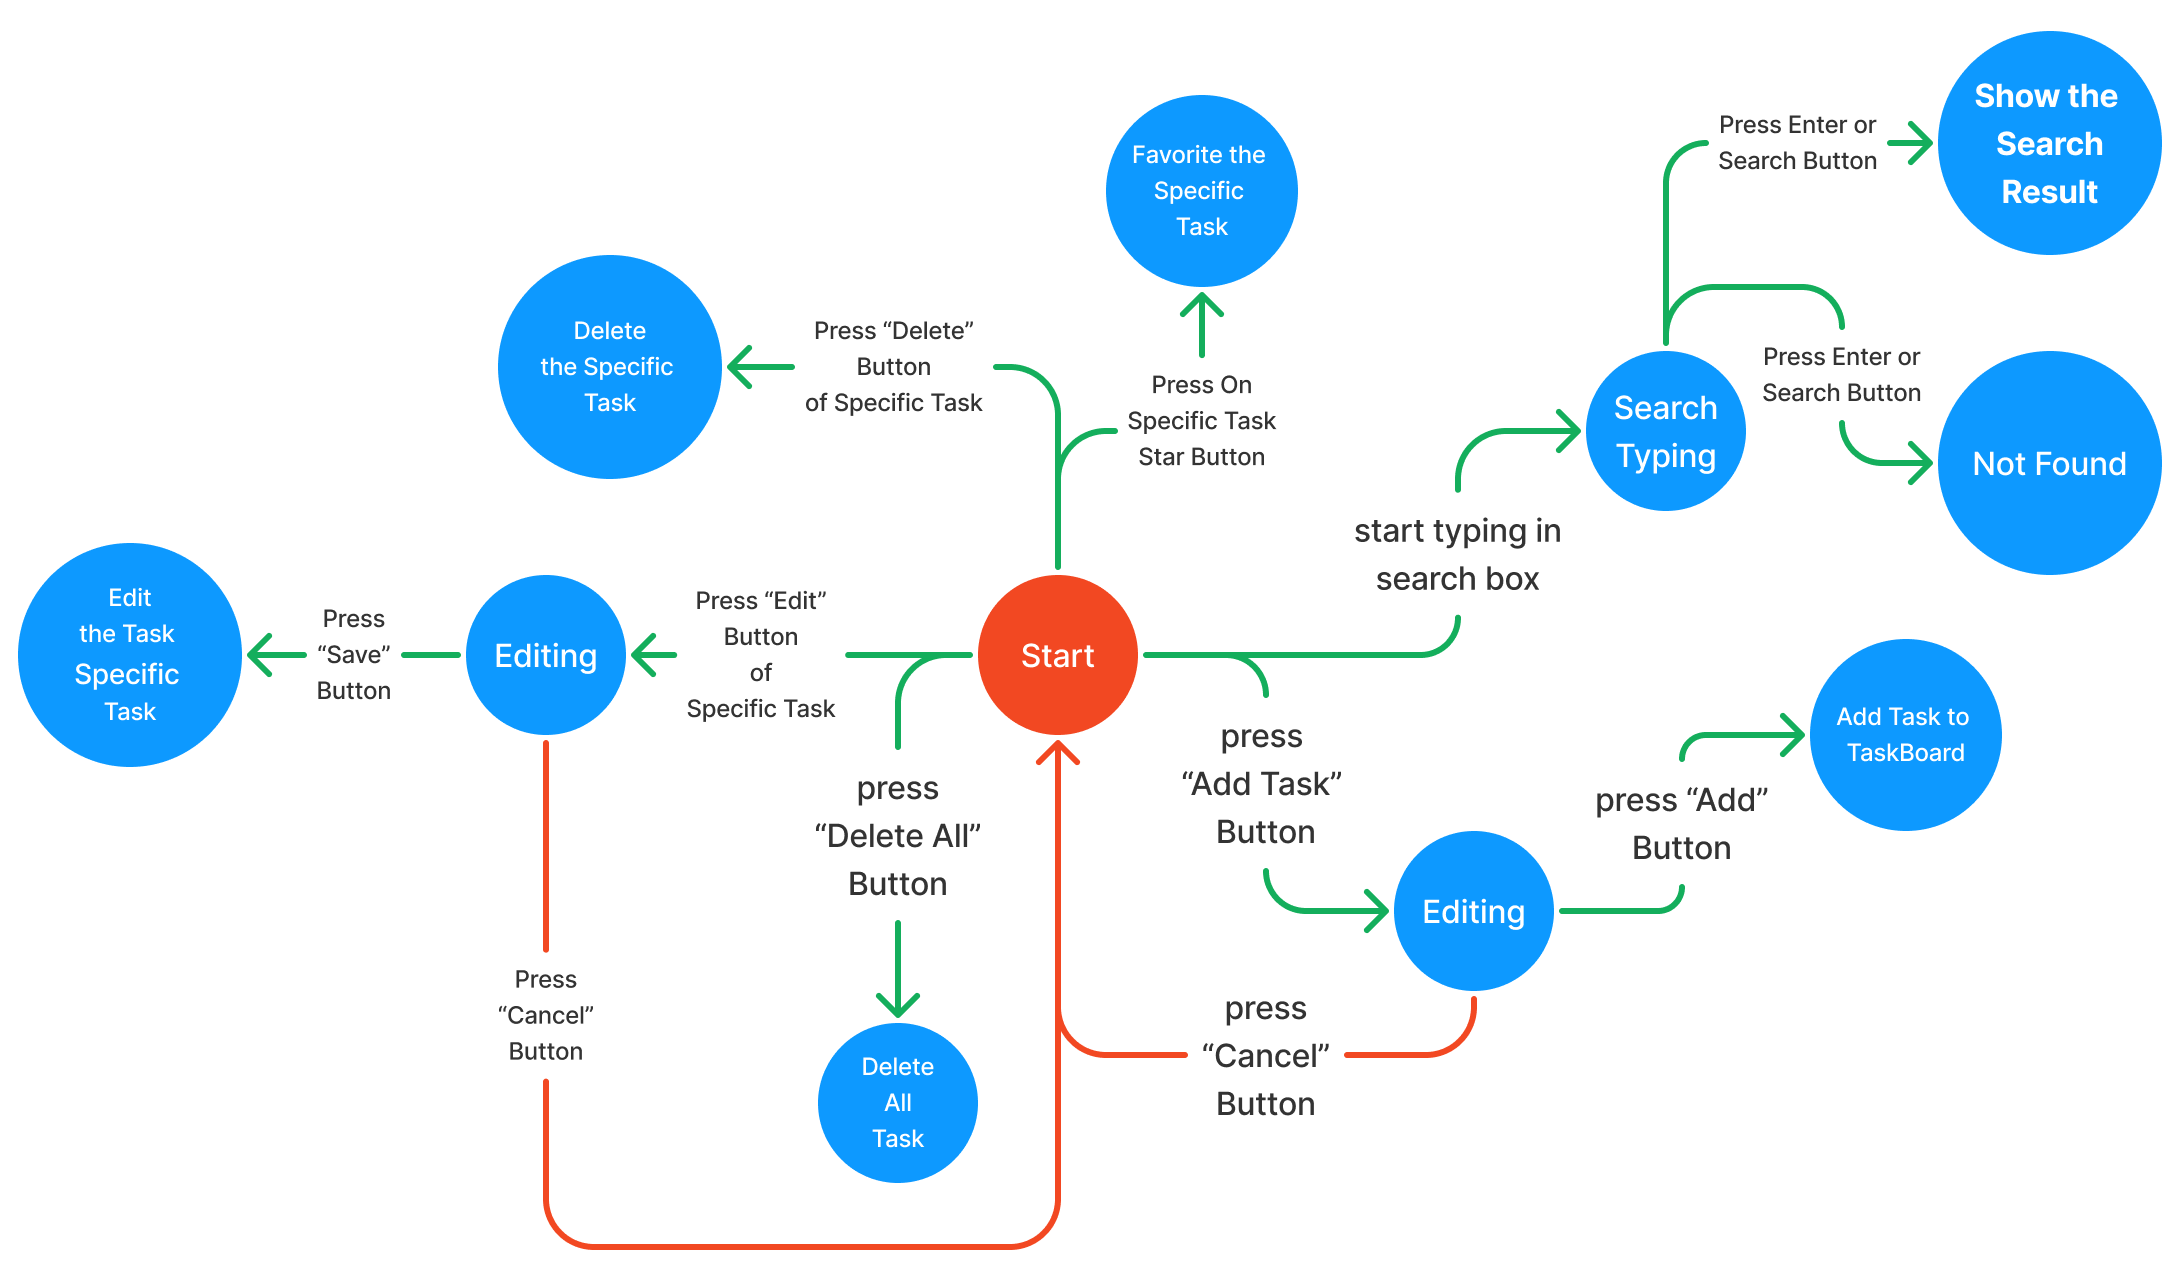 Show the
Search
Result
Press Enter or
Search Button
Favorite the
Specific
Task
Delete
the Specific
Task
Press “Delete”
Button
of Specific Task
Press On
Specific Task
Star Button
Press Enter or
Search Button
Search
Typing
Not Found
start typing in
search box
Edit
the Task
Specific
Task
Press
“Save”
Button
Editing
Press “Edit”
Button
of
Specific Task
Start
press
“Add Task”
Button
Add Task to
TaskBoard
press “Add”
Button
press
“Delete All”
Button
Editing
Press
“Cancel”
Button
press
“Cancel”
Button
Delete
All
Task